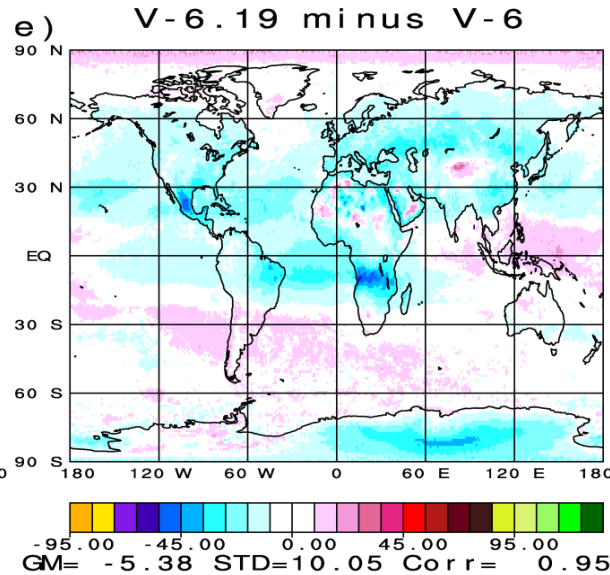 e) V-6.19 minus V-6
90 N
60 N
30 N
EQ
30 S
60 S
90 S
0 180 120 W 60 W 0 60 E 120 E 180
-95.00 -45.00 0.00 45.00 95.00
GM= -5.38 STD=10.05 Corr= 0.95